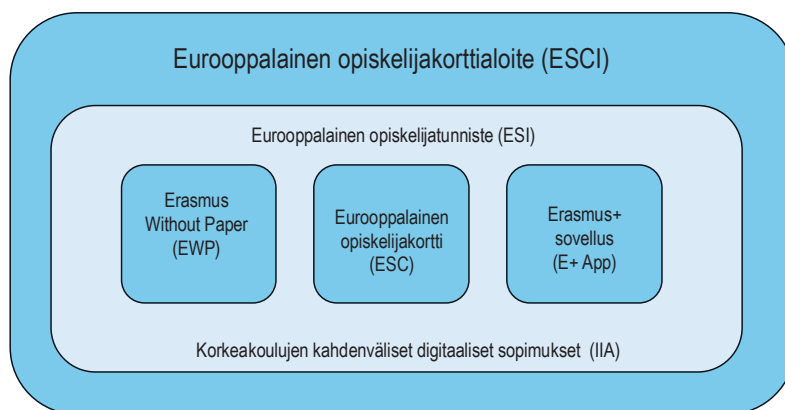 Eurooppalainen opiskelijakorttialoite (ESCI)
Eurooppalainen opiskelijatunniste (ESI)
Erasmus
Without Paper
(EWP)
Eurooppalainen
opiskelijakortti
(ESC)
Erasmus+
sovellus
(E+ App)
Korkeakoulujen kahdenväliset digitaaliset sopimukset (IIA)